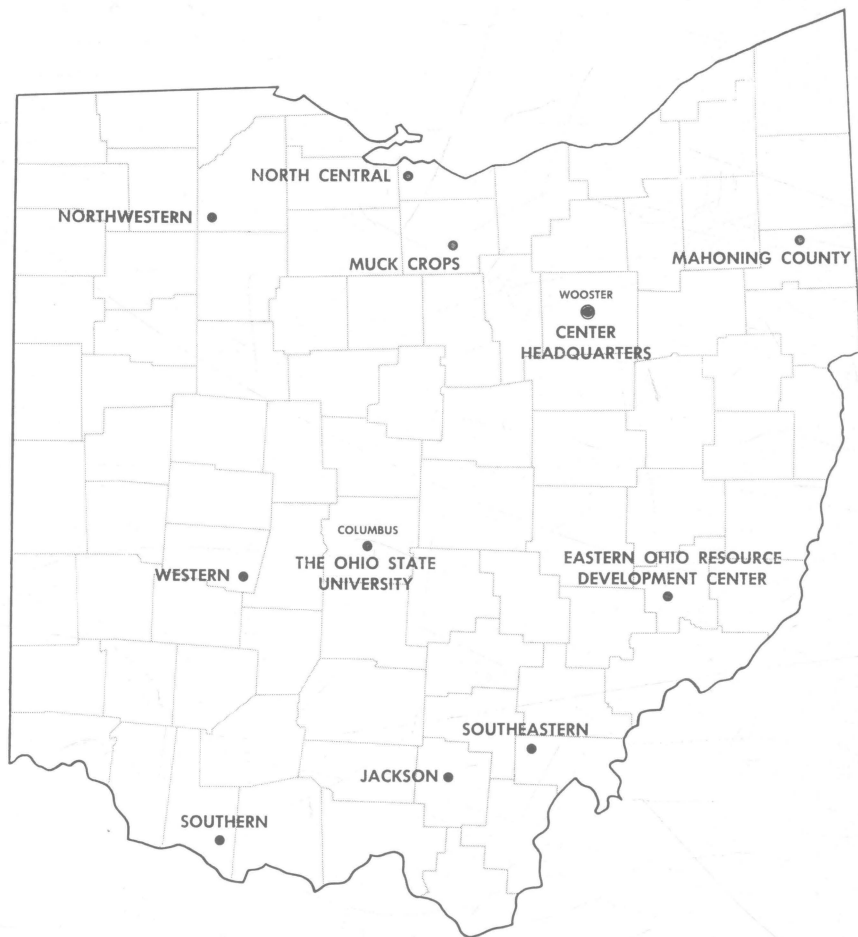 NORTH CENTRAL
NORTHWESTERN
MUCK CROPS
MAHONING COUNTY
WOOSTER
CENTER
HEADQUARTERS
COLUMBUS
THE OHIO STATE
UNIVERSITY
WESTERN
EASTERN OHIO RESOURCE
DEVELOPMENT CENTER
SOUTHEASTERN
JACKSON
SOUTHERN